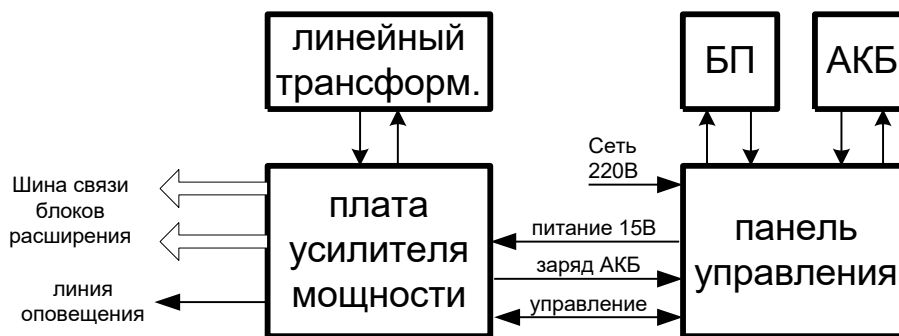 линейный
трансформ.
БП
АКБ
Сеть
220В
Шина связи
блоков
расширения
плата
усилителя
мощности
питание 15В
заряд АКБ
управление
панель
управления
линия
оповещения